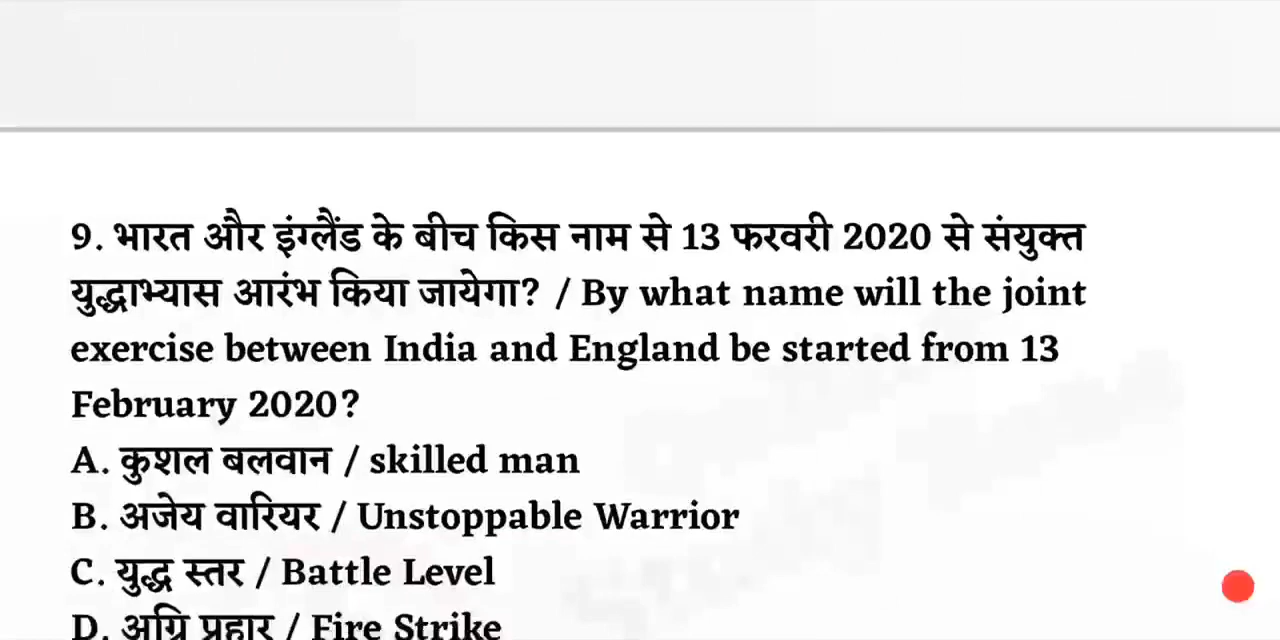 9. भारत और इंग्लैंड के बीच किस नाम से 13 फरवरी 2020 से संयुक्त
युद्धाभ्यास आरंभ किया जायेगा? / By what name will the joint
exercise between India and England be started from 13
February 2020?
A. कुशल बलवान / skilled man
B. अजेय वारियर / Unstoppable Warrior
C. युद्ध स्तर / Battle Level
D. अग्नि प्रहार / Fire Strike